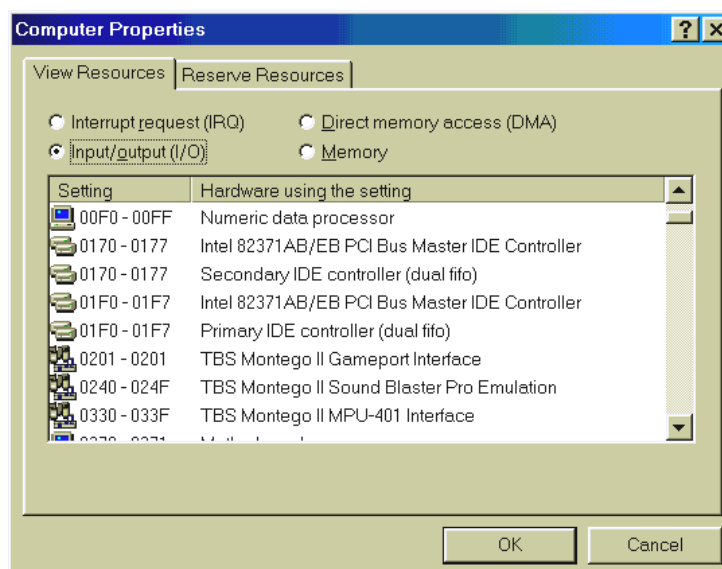 Computer Properties
View Resources Reserve Resources
Interrupt request (IRQ) Direct memory access (DMA)
Input/output (I/O) Memory
Setting Hardware using the setting
00F0 - 00FF Numeric data processor
0170 - 0177 Intel 82371AB/EB PCI Bus Master IDE Controller
0170 - 0177 Secondary IDE controller (dual fifo)
01F0 - 01F7 Intel 82371AB/EB PCI Bus Master IDE Controller
01F0 - 01F7 Primary IDE controller (dual fifo)
0201 - 0201 TBS Montego II Gameport Interface
0240 - 024F TBS Montego II Sound Blaster Pro Emulation
0330 - 033F TBS Montego II MPU-401 Interface
OK Cancel